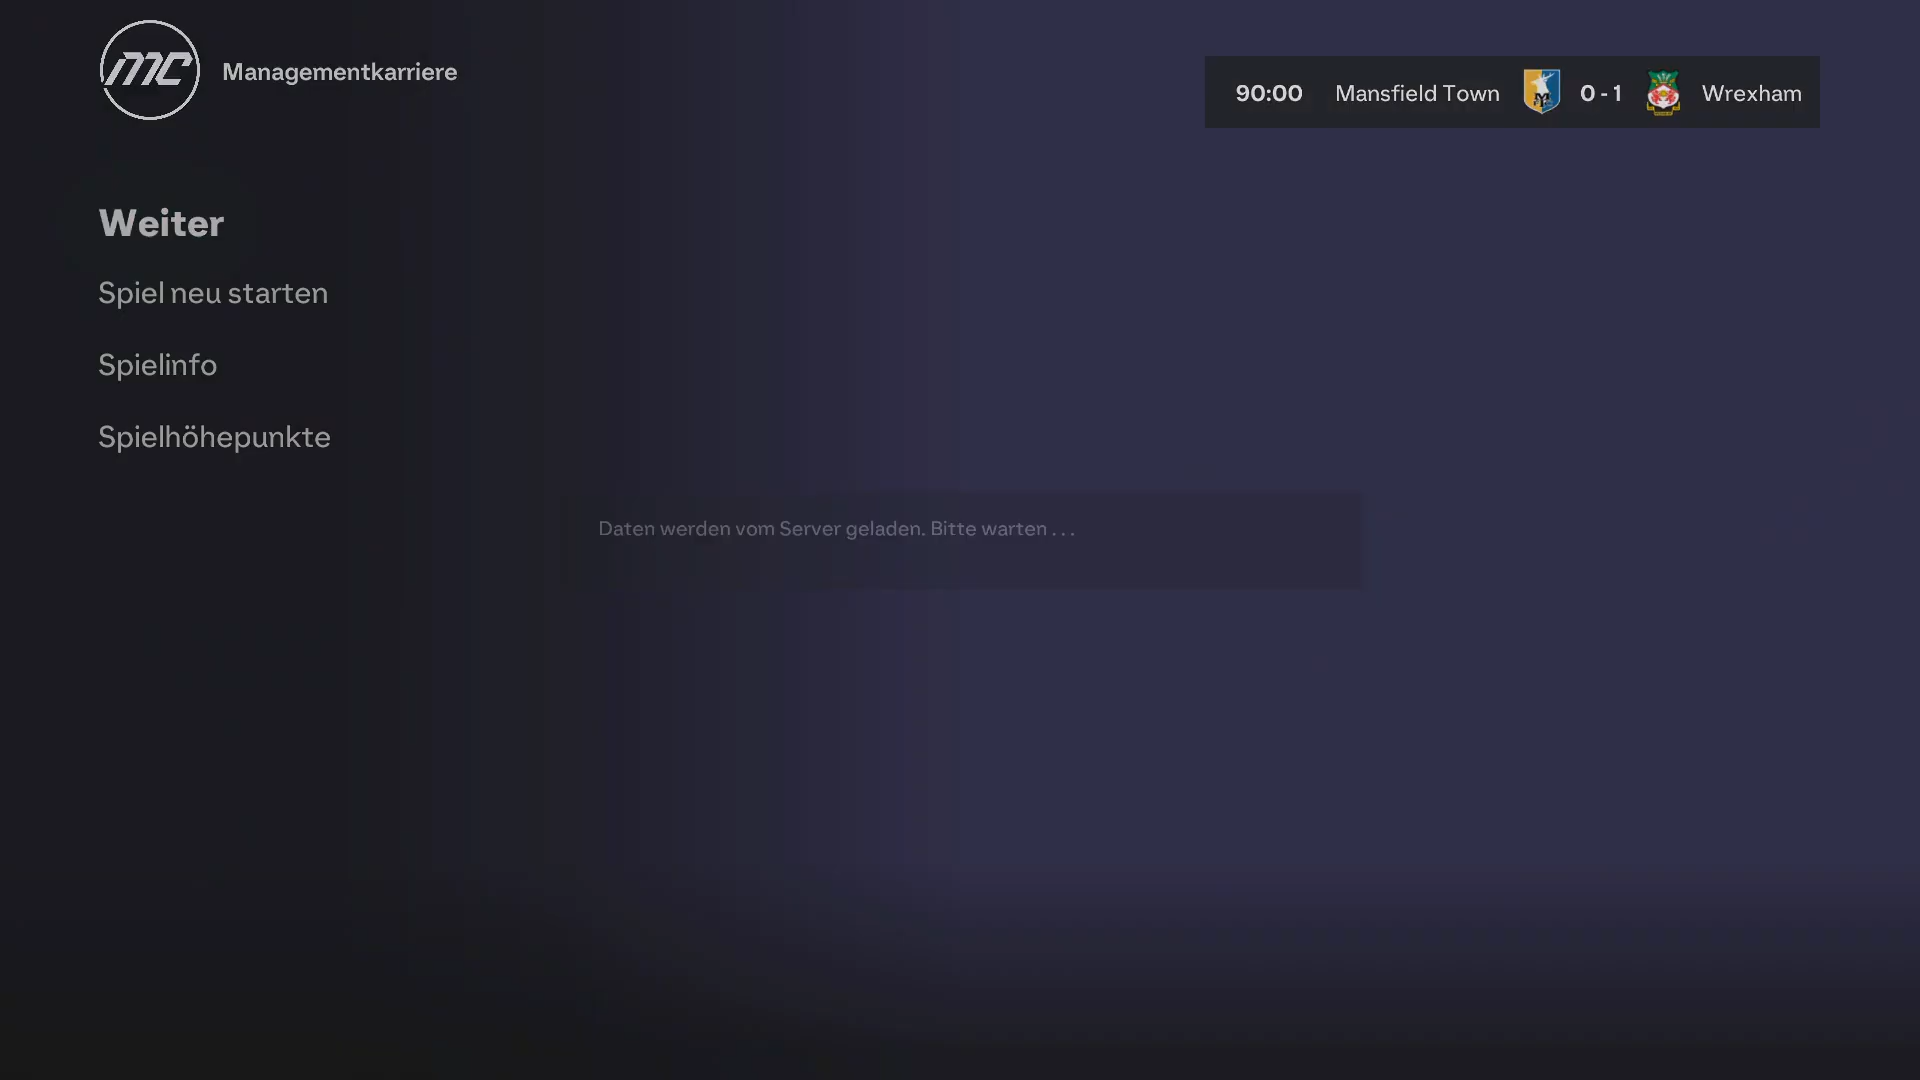 MC
Managementkarriere
90:00 Mansfield Town 0 - 1 Wrexham
Weiter
Spiel neu starten
Spielinfo
Spielhöhepunkte
Daten werden vom Server geladen. Bitte warten . . .